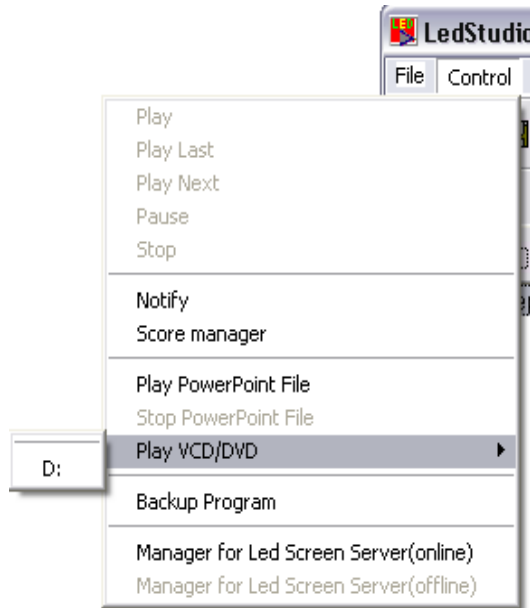 LED LedStudio
File Control
Play
Play Last
Play Next
Pause
Stop
Notify
Score manager
Play PowerPoint File
Stop PowerPoint File
Play VCD/DVD
D:
Backup Program
Manager for Led Screen Server(online)
Manager for Led Screen Server(offline)